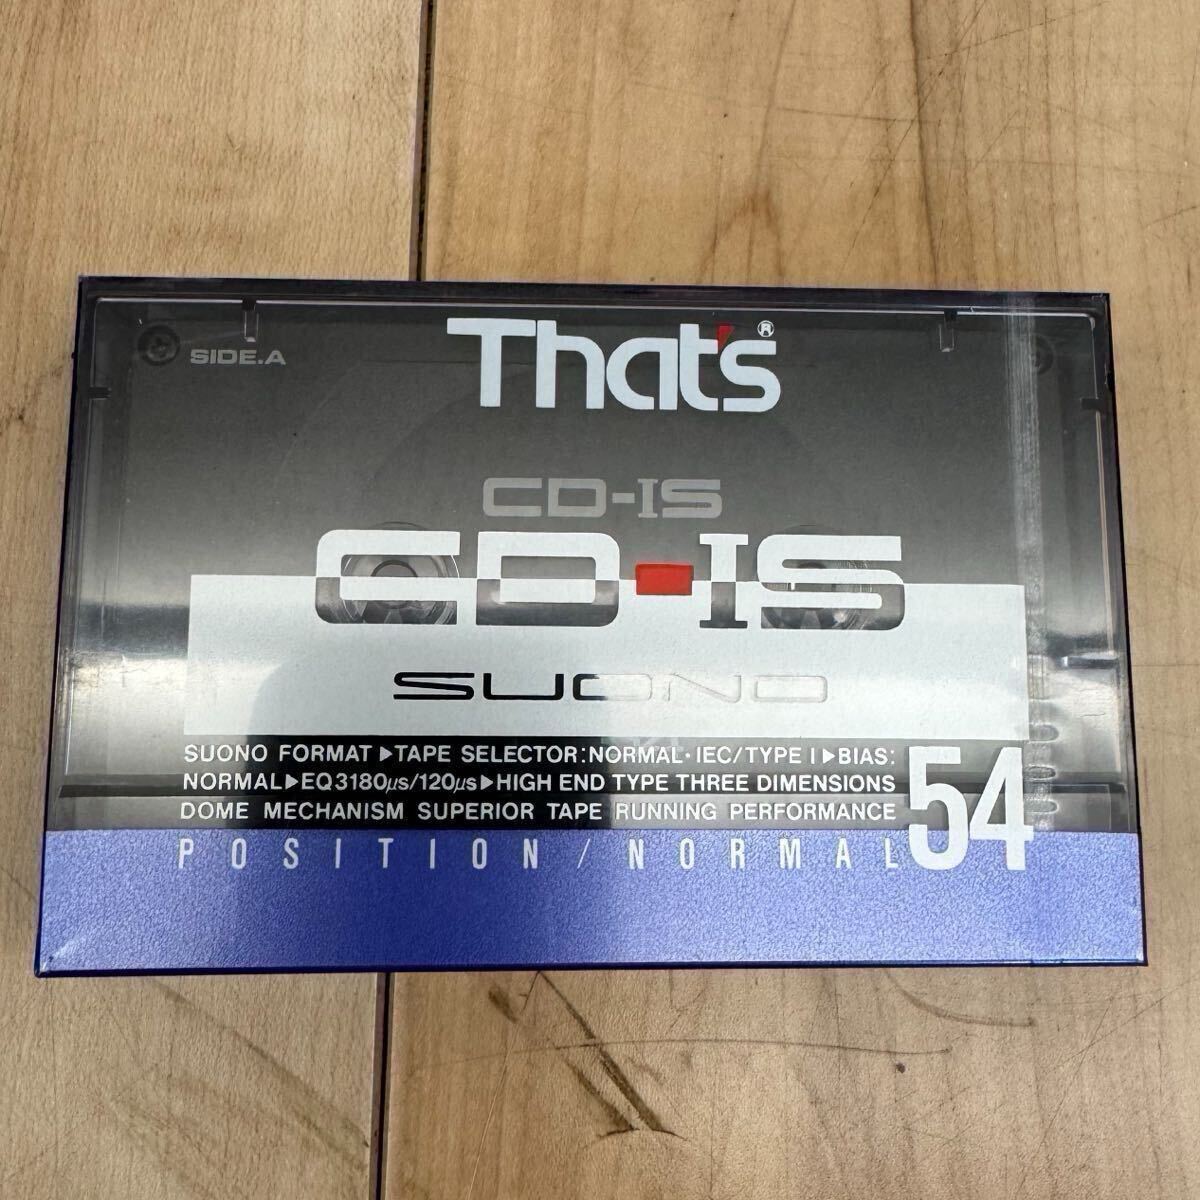 That's®
SIDE.A
CD-IS
CD-IS
SUONO
SUONO FORMAT ▶ TAPE SELECTOR: NORMAL · IEC/TYPE I ▶ BIAS:
NORMAL ▶ EQ3180μs/120μs ▶ HIGH END TYPE THREE DIMENSIONS
DOME MECHANISM SUPERIOR TAPE RUNNING PERFORMANCE
54
POSITION/NORMAL